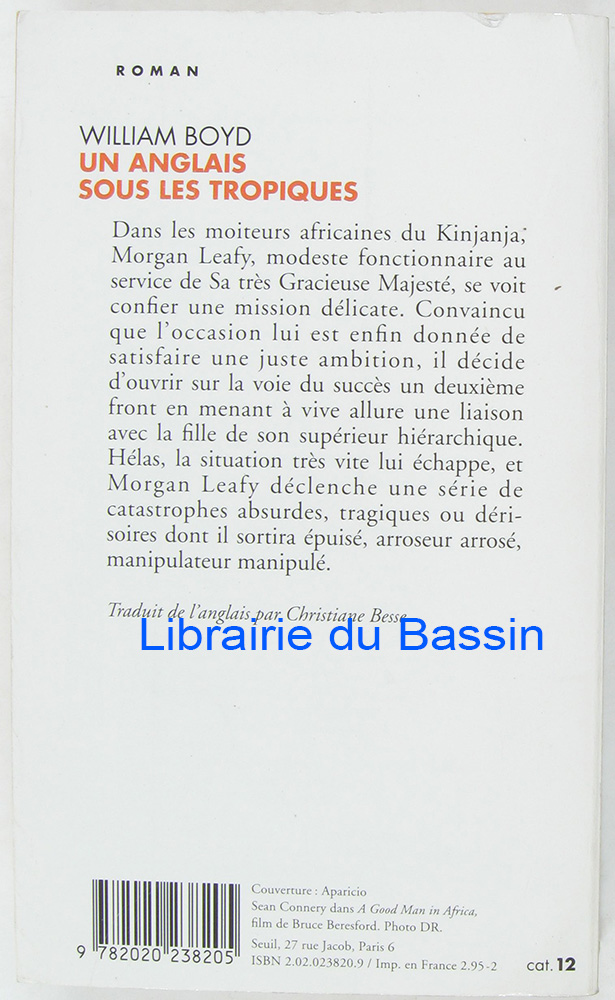 ROMAN
WILLIAM BOYD
UN ANGLAIS
SOUS LES TROPIQUES
Dans les moiteurs africaines du Kinjanja,
Morgan Leafy, modeste fonctionnaire au
service de Sa très Gracieuse Majesté, se voit
confier une mission délicate. Convaincu
que l'occasion lui est enfin donnée de
satisfaire une juste ambition, il décide
d'ouvrir sur la voie du succès un deuxième
front en menant à vive allure une liaison
avec la fille de son supérieur hiérarchique.
Hélas, la situation très vite lui échappe, et
Morgan Leafy déclenche une série de
catastrophes absurdes, tragiques ou déri-
soires dont il sortira épuisé, arroseur arrosé,
manipulateur manipulé.
Traduit de l'anglais par Christiane Besse
Librairie du Bassin
Couverture : Aparicio
Sean Connery dans A Good Man in Africa,
film de Bruce Beresford. Photo DR.
Seuil, 27 rue Jacob, Paris 6
ISBN 2.02.023820.9 / Imp. en France 2.95-2
9 782020 238205
cat. 12